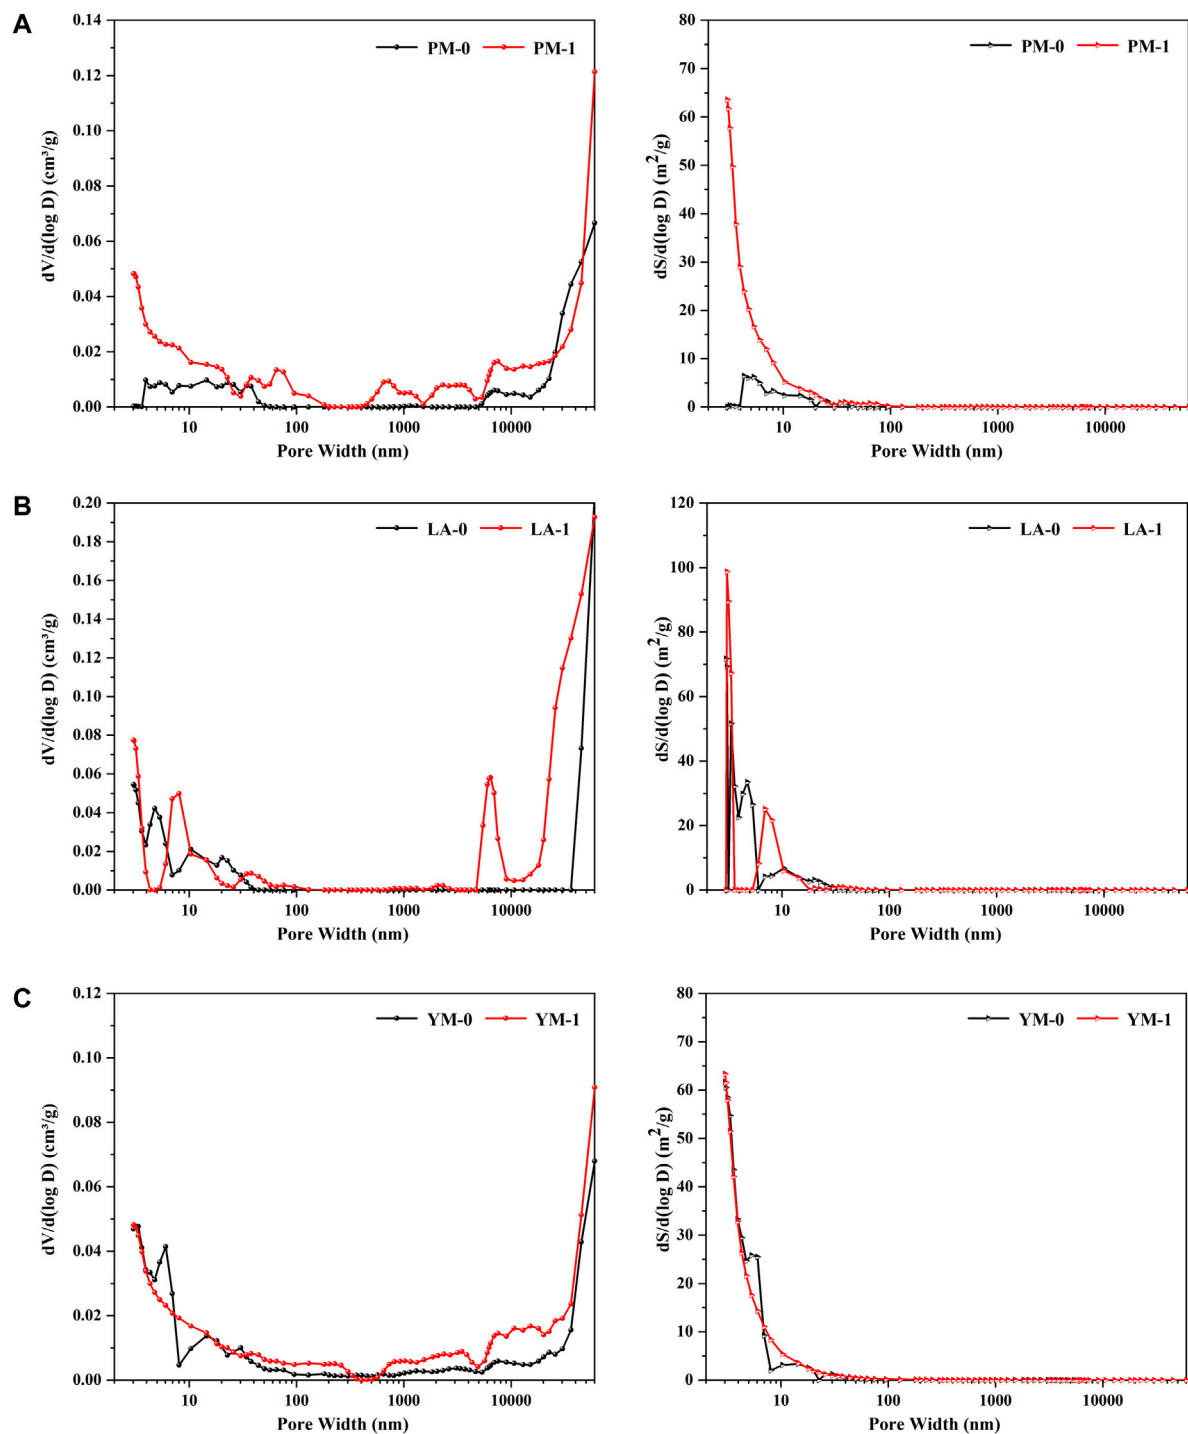 A
PM-0 PM-1
0.14
0.12
0.10
0.08
0.06
0.04
0.02
0.00
10 100 1000 10000
dV/d(log D) (cm³/g)
Pore Width (nm)
PM-0 PM-1
80
70
60
50
40
30
20
10
0
10 100 1000 10000
dS/d(log D) (m²/g)
Pore Width (nm)
B
LA-0 LA-1
0.20
0.18
0.16
0.14
0.12
0.10
0.08
0.06
0.04
0.02
0.00
10 100 1000 10000
dV/d(log D) (cm³/g)
Pore Width (nm)
LA-0 LA-1
120
100
80
60
40
20
0
10 100 1000 10000
dS/d(log D) (m²/g)
Pore Width (nm)
C
YM-0 YM-1
0.12
0.10
0.08
0.06
0.04
0.02
0.00
10 100 1000 10000
dV/d(log D) (cm³/g)
Pore Width (nm)
YM-0 YM-1
80
70
60
50
40
30
20
10
0
10 100 1000 10000
dS/d(log D) (m²/g)
Pore Width (nm)